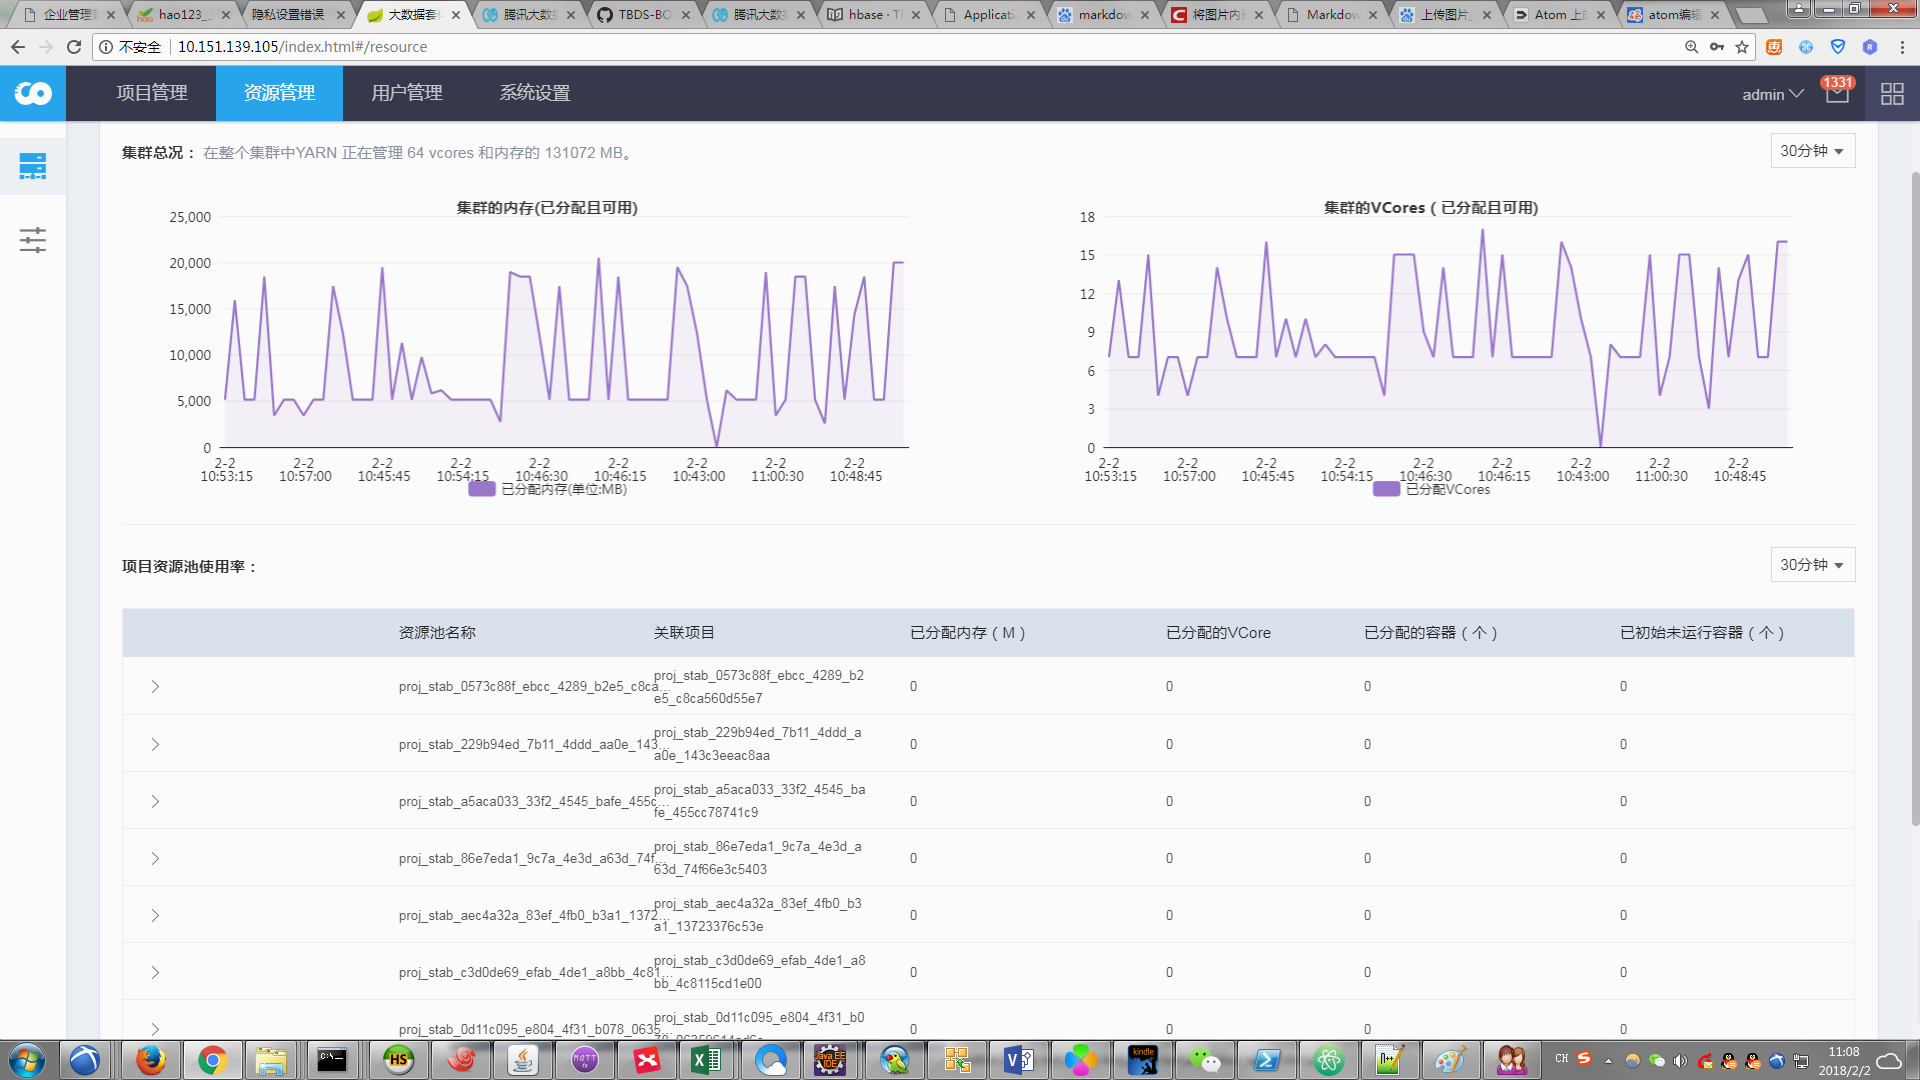 企业管理
hao123_
隐私设置错误
大数据套
腾讯大数据
TBDS-BO
腾讯大数据
hbase · T
Applicatio
markdow
将图片内
Markdow
上传图片_
Atom 上
atom编辑
不安全 10.151.139.105/index.html#/resource
项目管理 资源管理 用户管理 系统设置 admin 1331
集群总况： 在整个集群中YARN 正在管理 64 vcores 和内存的 131072 MB。 30分钟
集群的内存(已分配且可用)
25,000
20,000
15,000
10,000
5,000
0
2-2 2-2 2-2 2-2 2-2 2-2 2-2 2-2 2-2
10:53:15 10:57:00 10:45:45 10:54:15 10:46:30 10:46:15 10:43:00 11:00:30 10:48:45
已分配内存(单位:MB)
集群的VCores（已分配且可用)
18
15
12
9
6
3
0
2-2 2-2 2-2 2-2 2-2 2-2 2-2 2-2 2-2
10:53:15 10:57:00 10:45:45 10:54:15 10:46:30 10:46:15 10:43:00 11:00:30 10:48:45
已分配VCores
项目资源池使用率： 30分钟
资源池名称 关联项目 已分配内存（M） 已分配的VCore 已分配的容器（个） 已初始未运行容器（个）
proj_stab_0573c88f_ebcc_4289_b2e5_c8ca... proj_stab_0573c88f_ebcc_4289_b2 0 0 0 0
e5_c8ca560d55e7
proj_stab_229b94ed_7b11_4ddd_aa0e_143... proj_stab_229b94ed_7b11_4ddd_a 0 0 0 0
a0e_143c3eeac8aa
proj_stab_a5aca033_33f2_4545_bafe_455c... proj_stab_a5aca033_33f2_4545_ba 0 0 0 0
fe_455cc78741c9
proj_stab_86e7eda1_9c7a_4e3d_a63d_74f... proj_stab_86e7eda1_9c7a_4e3d_a 0 0 0 0
63d_74f66e3c5403
proj_stab_aec4a32a_83ef_4fb0_b3a1_1372... proj_stab_aec4a32a_83ef_4fb0_b3 0 0 0 0
a1_13723376c53e
proj_stab_c3d0de69_efab_4de1_a8bb_4c81... proj_stab_c3d0de69_efab_4de1_a8 0 0 0 0
bb_4c8115cd1e00
proj_stab_0d11c095_e804_4f31_b078_0635... proj_stab_0d11c095_e804_4f31_b0 0 0 0 0
CH
11:08
2018/2/2